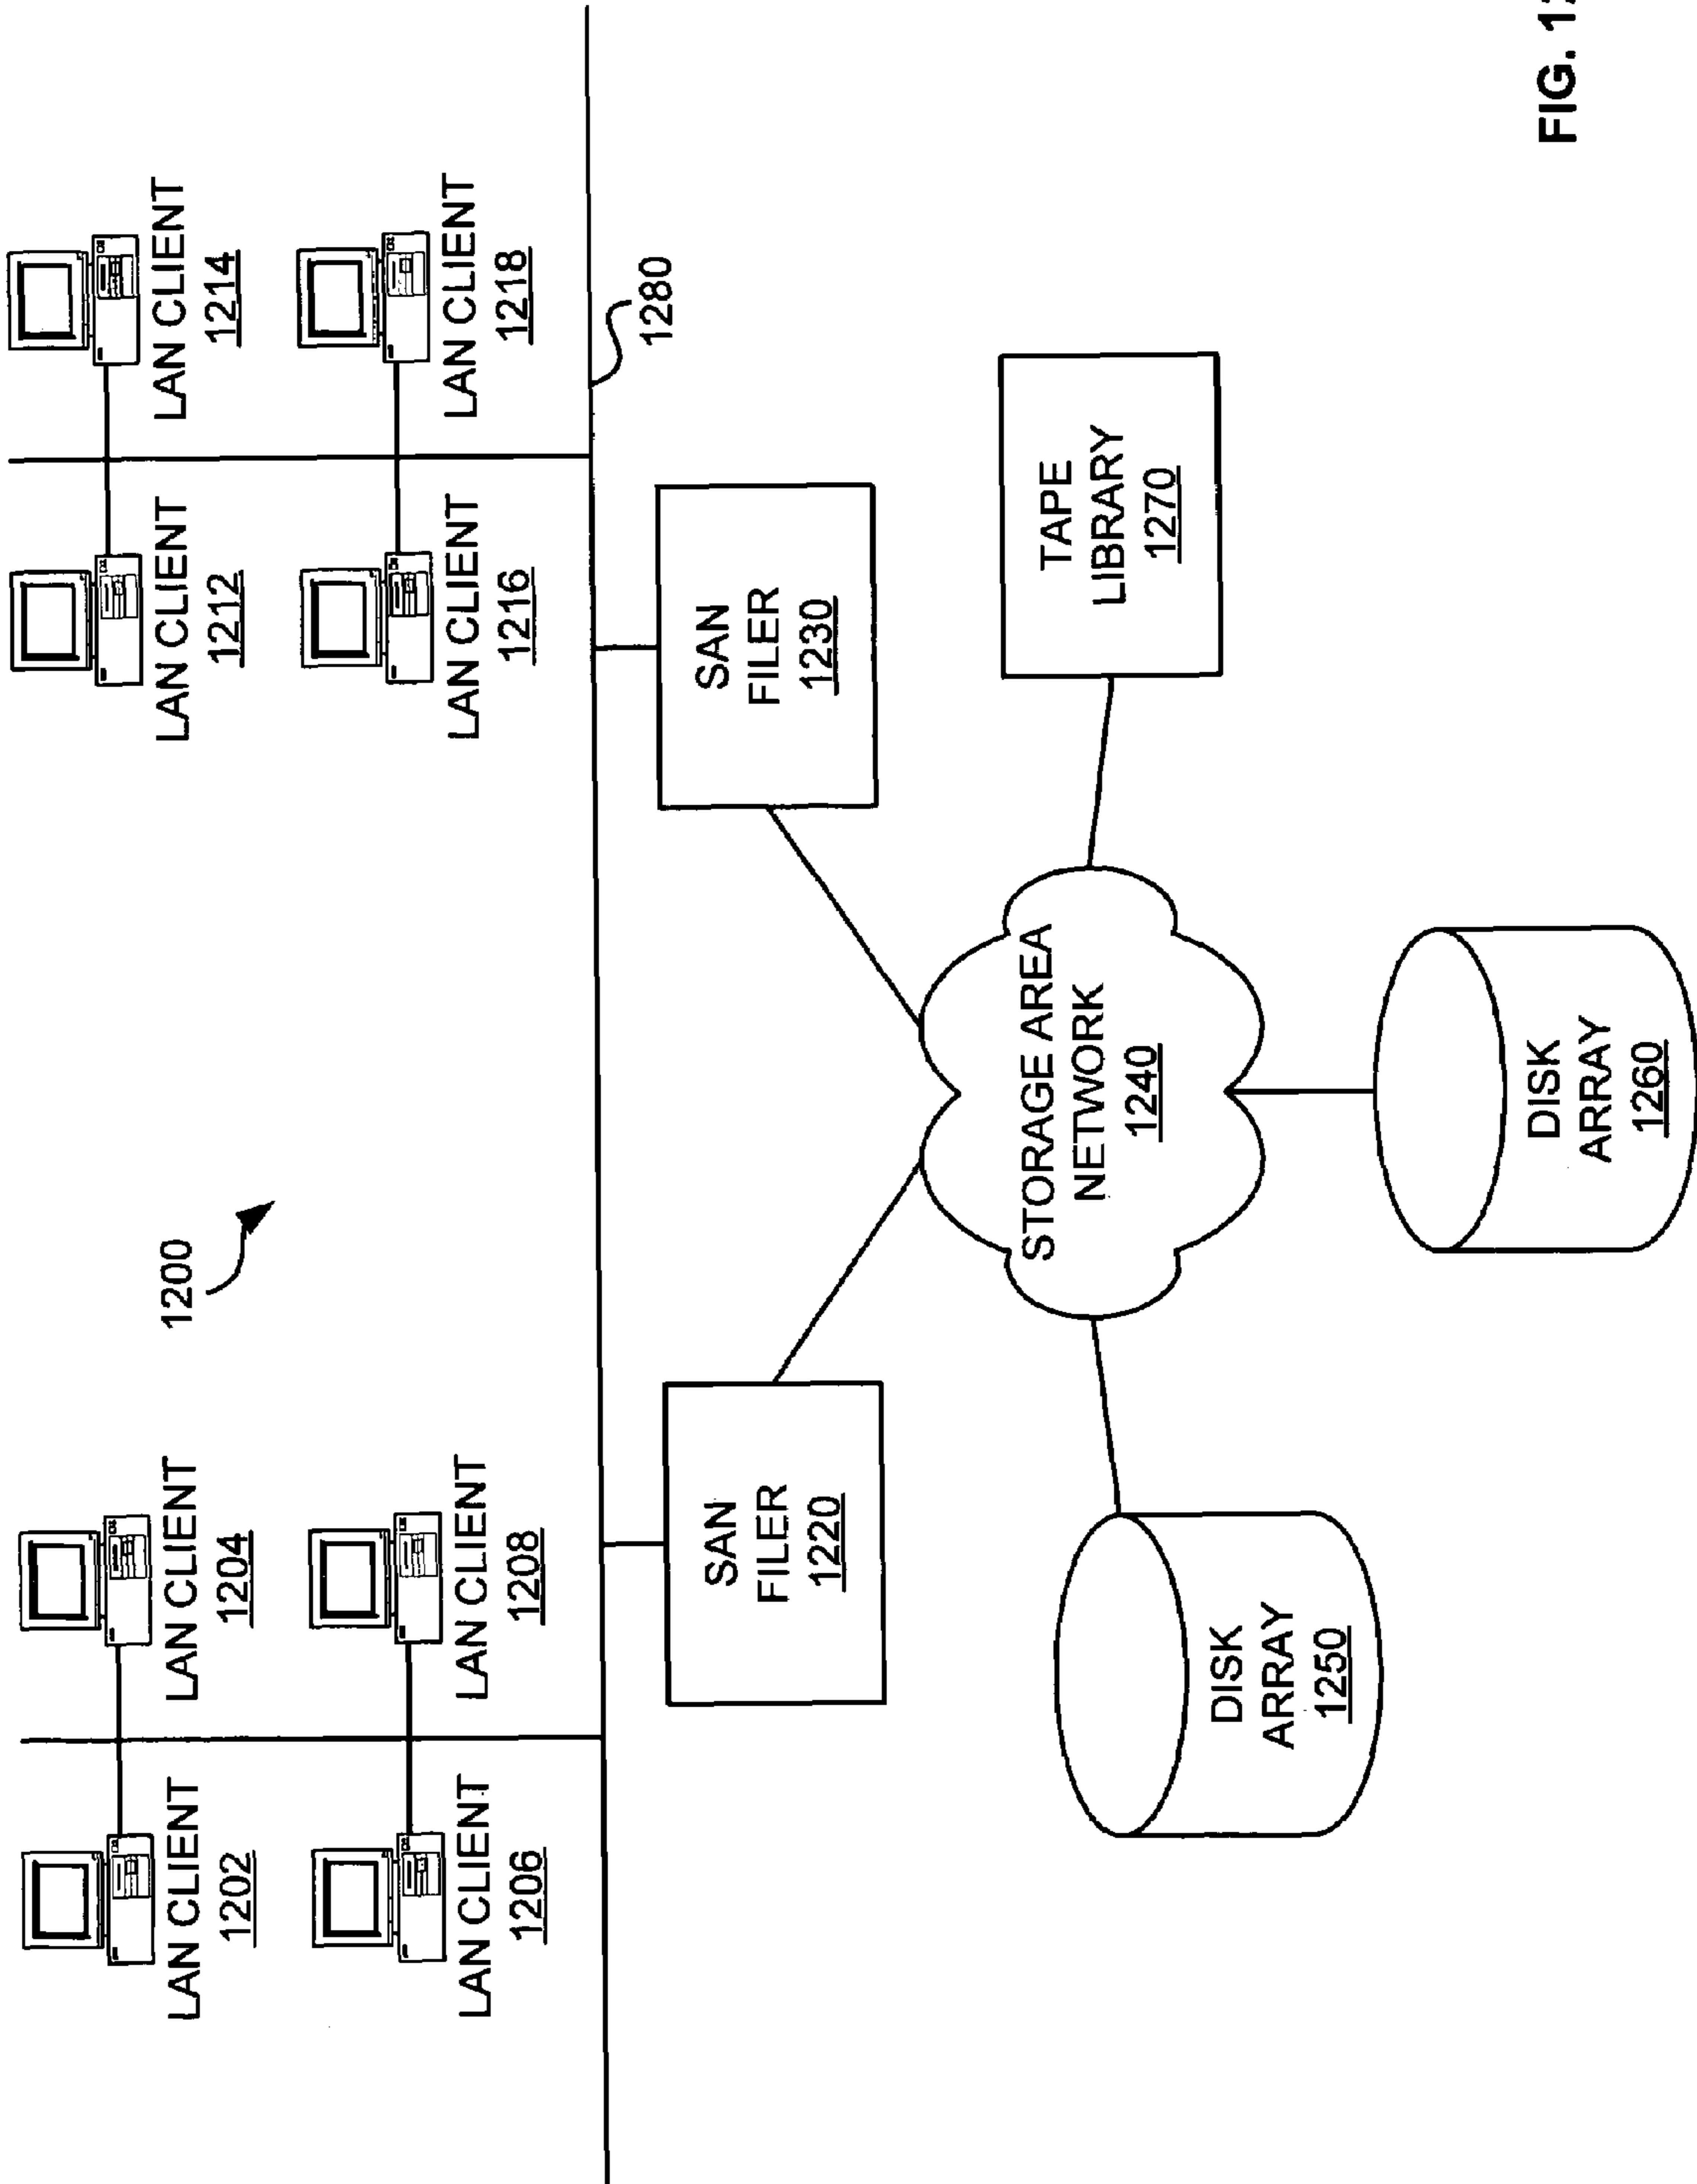 LAN CLIENT
1202
LAN CLIENT
1204
LAN CLIENT
1206
LAN CLIENT
1208
1200
LAN CLIENT
1212
LAN CLIENT
1214
LAN CLIENT
1216
LAN CLIENT
1218
1280
SAN
FILER
1220
SAN
FILER
1230
STORAGE AREA
NETWORK
1240
DISK
ARRAY
1250
DISK
ARRAY
1260
TAPE
LIBRARY
1270
FIG.